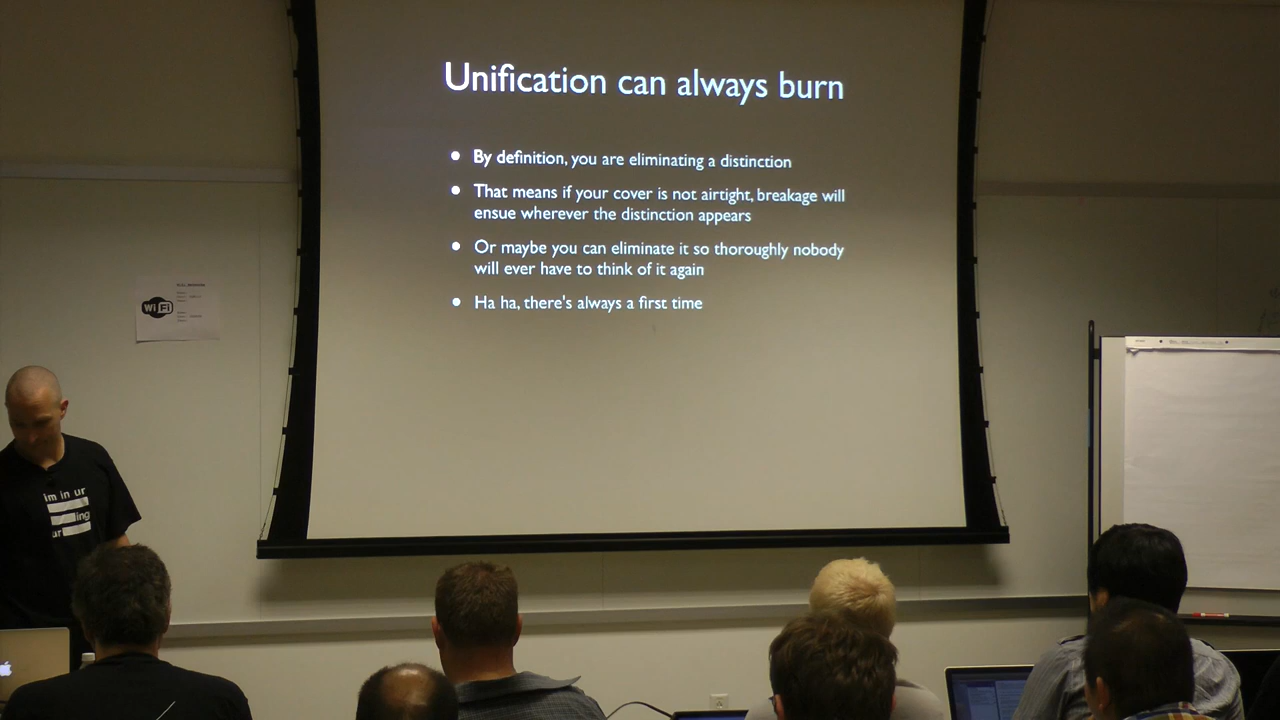 Unification can always burn
• By definition, you are eliminating a distinction
• That means if your cover is not airtight, breakage will
ensue wherever the distinction appears
• Or maybe you can eliminate it so thoroughly nobody
will ever have to think of it again
• Ha ha, there's always a first time
Wi Fi
im in ur
ing
ur